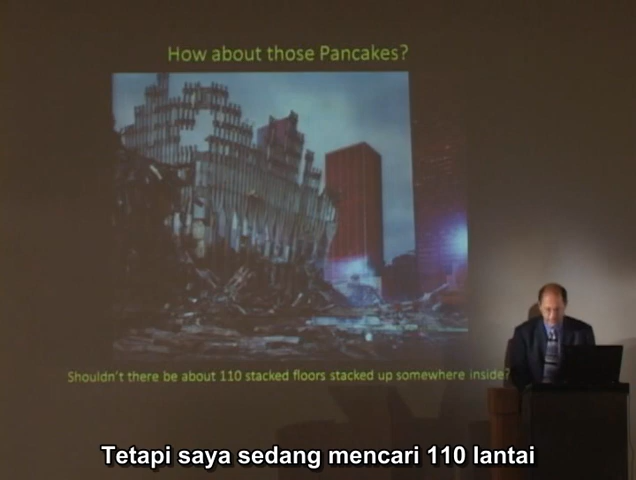 How about those Pancakes?
Shouldn't there be about 110 stacked floors stacked up somewhere inside?
Tetapi saya sedang mencari 110 lantai